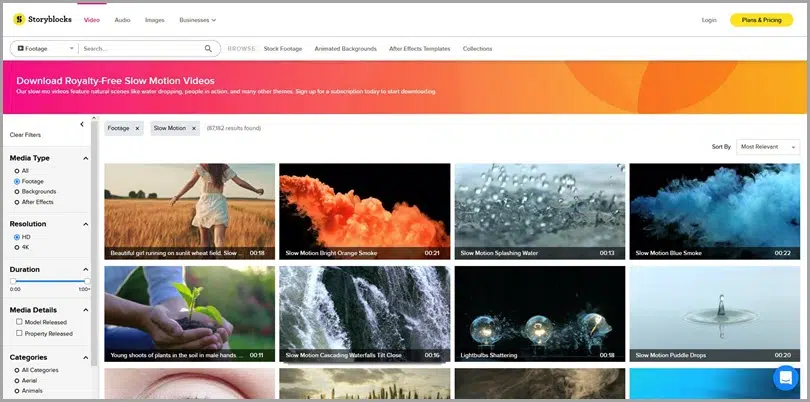 Storyblocks
Video
Audio
Images
Businesses
Login
Plans & Pricing
Footage
Search...
BROWSE
Stock Footage
Animated Backgrounds
After Effects Templates
Collections
Download Royalty-Free Slow Motion Videos
Our slow-mo videos feature natural scenes like water dropping, people in action, and many other themes. Sign up for a subscription today to start downloading.
Clear Filters
Footage ×
Slow Motion ×
(87,162 results found)
Sort By
Most Relevant
Media Type
All
Footage
Backgrounds
After Effects
Resolution
HD
4K
Duration
0:00
1:00+
Media Details
Model Released
Property Released
Categories
All Categories
Aerial
Animals
Beautiful girl running on sunlit wheat field. Slow ... 00:18
Slow Motion Bright Orange Smoke 00:21
Slow Motion Splashing Water 00:13
Slow Motion Blue Smoke 00:22
Young shoots of plants in the soil in male hands. ... 00:11
Slow Motion Cascading Waterfalls Tilt Close 00:16
Lightbulbs Shattering 00:18
Slow Motion Puddle Drops 00:20